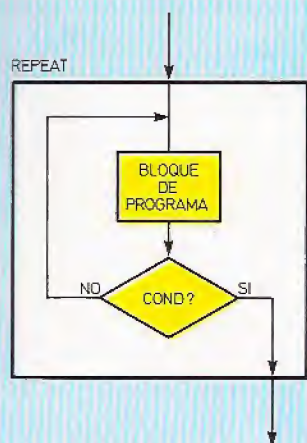 REPEAT
BLOQUE
DE
PROGRAMA
NO
COND?
SI